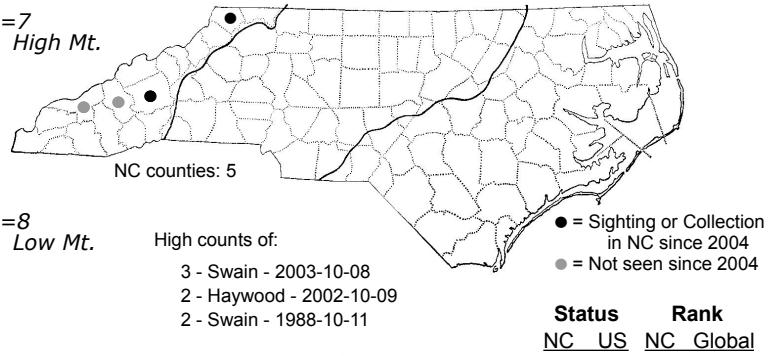 =7
High Mt.
NC counties: 5
=8
Low Mt.
High counts of:
3 - Swain - 2003-10-08
2 - Haywood - 2002-10-09
2 - Swain - 1988-10-11
= Sighting or Collection
in NC since 2004
= Not seen since 2004
Status Rank
NC US NC Global